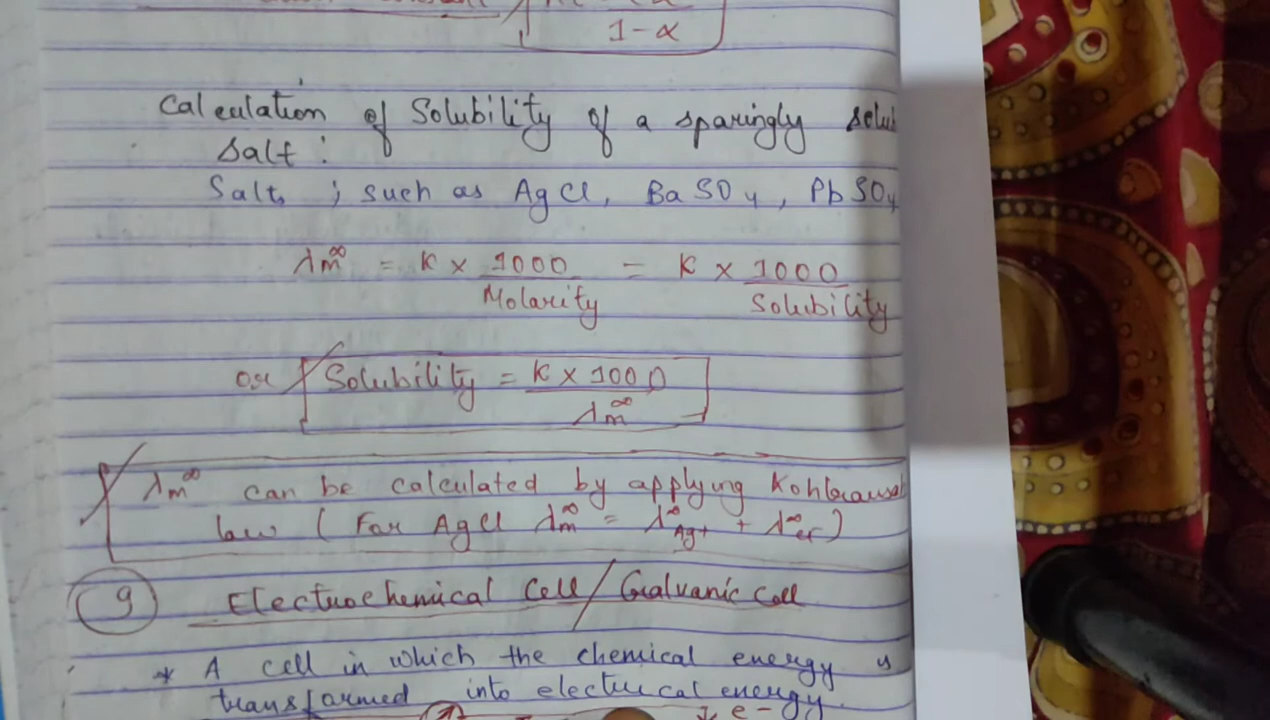 1-α
Calculation of Solubility of a sparingly solub
salt :
Salts ; such as AgCl, BaSO4, PbSO4
λm∞ = K × 1000 / Molarity = K × 1000 / Solubility
or Solubility = K × 1000 / λm∞
λm∞ can be calculated by applying Kohlraush
law ( For AgCl λm∞ = λ∞Ag+ + λ∞Cl-)
9 Electrochemical Cell / Galvanic Cell
* A cell in which the chemical energy is
transformed into electrical energy.
e-